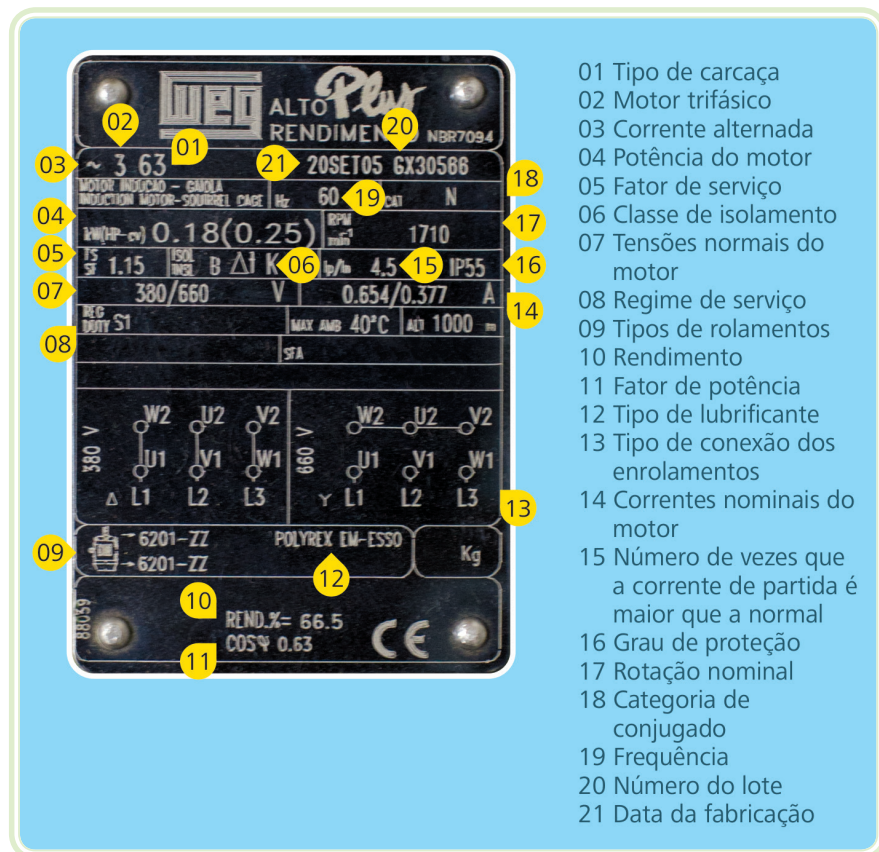 WEG
ALTO Plus
RENDIMENTO NBR7094
02
01
20
03
~ 3 63
21
20SET05 GX30566
18
MOTOR INDUCAO - GAIOLA
INDUCTION MOTOR-SQUIRREL CAGE
Hz 60
19
CAT N
04
kW(HP-cv) 0.18(0.25)
RPM
min-1
1710
17
05
FS
SF 1.15
ISOL
INSL B Δt K
06
Ip/In 4.5
15
IP55
16
07
380/660 V
0.654/0.377 A
14
REG
DUTY S1
MAX AMB 40°C
ALT 1000 m
08
SFA
380 V
W2 U2 V2
U1 V1 W1
Δ L1 L2 L3
660 V
W2 U2 V2
U1 V1 W1
Y L1 L2 L3
13
09
→ 6201-ZZ
→ 6201-ZZ
POLYREX EM-ESSO
12
Kg
88039
10
REND.%= 66.5
11
COSΨ 0.63
CE
01 Tipo de carcaça
02 Motor trifásico
03 Corrente alternada
04 Potência do motor
05 Fator de serviço
06 Classe de isolamento
07 Tensões normais do
motor
08 Regime de serviço
09 Tipos de rolamentos
10 Rendimento
11 Fator de potência
12 Tipo de lubrificante
13 Tipo de conexão dos
enrolamentos
14 Correntes nominais do
motor
15 Número de vezes que
a corrente de partida é
maior que a normal
16 Grau de proteção
17 Rotação nominal
18 Categoria de
conjugado
19 Frequência
20 Número do lote
21 Data da fabricação